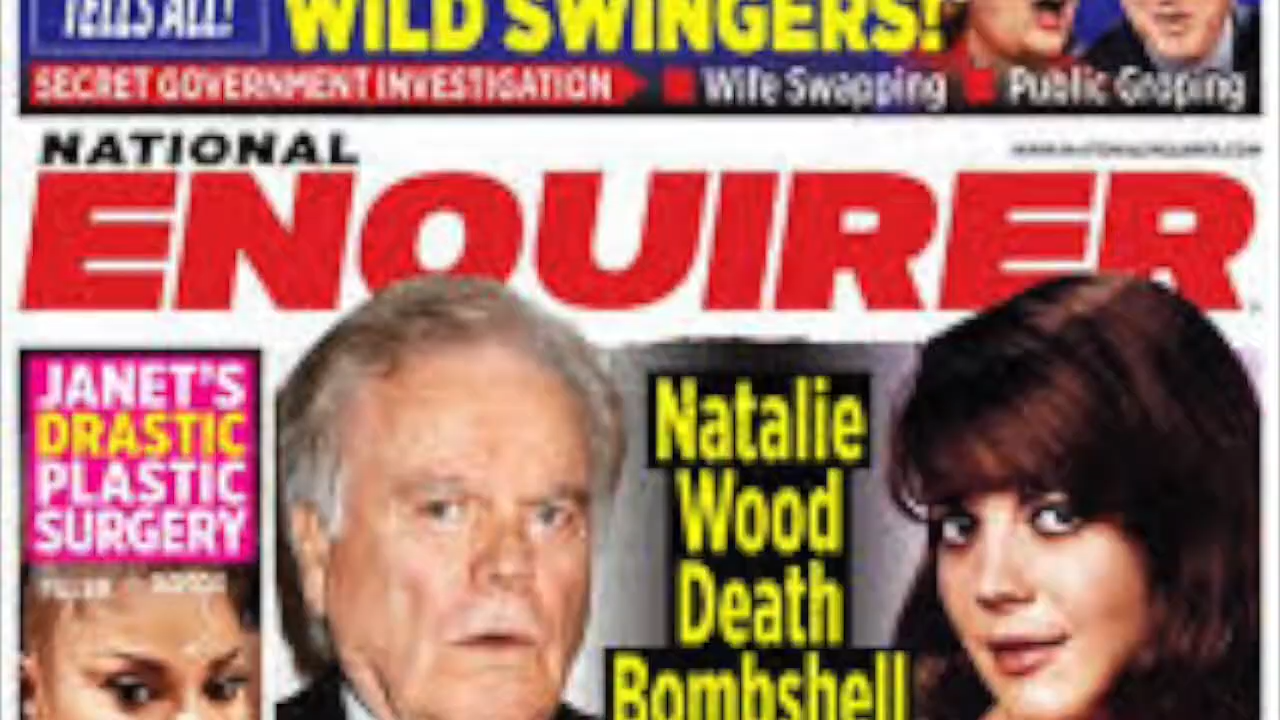 TELLS ALL!
WILD SWINGERS!
SECRET GOVERNMENT INVESTIGATION
Wife Swapping
Public Groping
NATIONAL
ENQUIRER
JANET'S
DRASTIC
PLASTIC
SURGERY
Natalie
Wood
Death
Bombshell